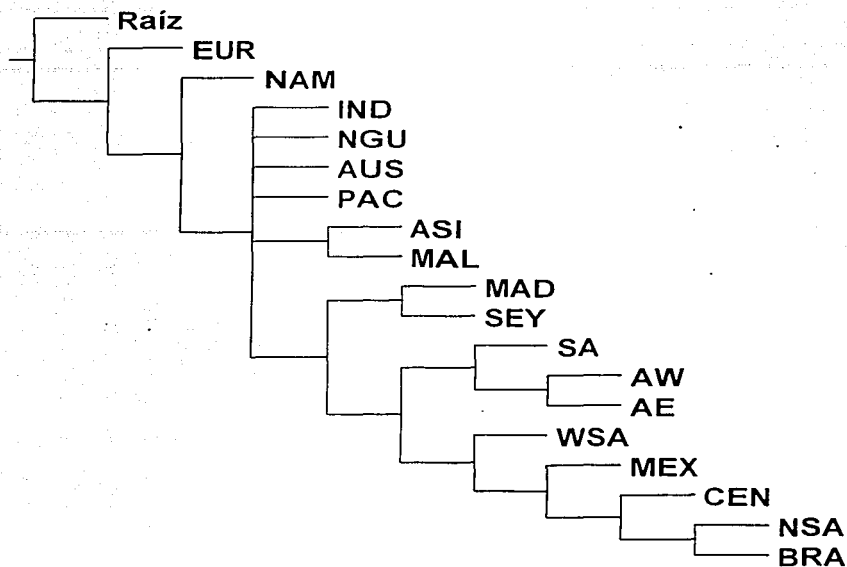 Raíz
EUR
NAM
IND
NGU
AUS
PAC
ASI
MAL
MAD
SEY
SA
AW
AE
WSA
MEX
CEN
NSA
BRA